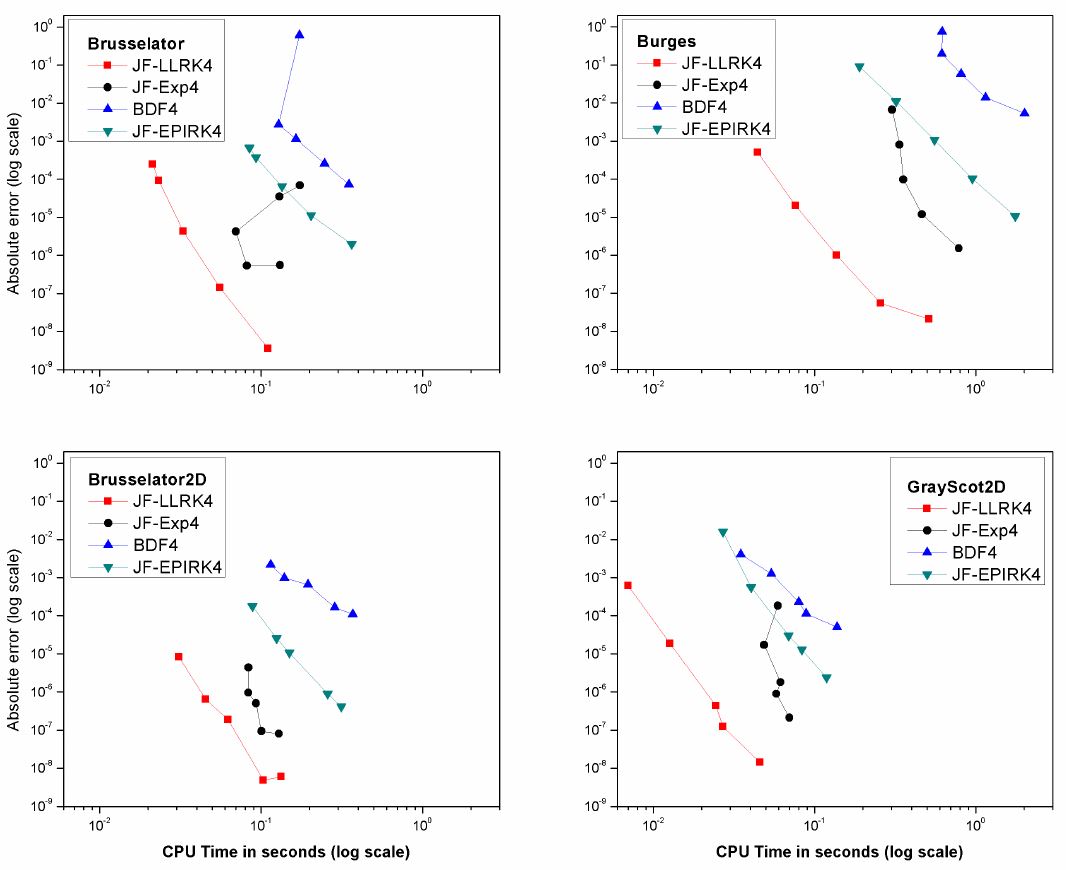 Brusselator
JF-LLRK4
JF-Exp4
BDF4
JF-EPIRK4
10^0
10^-1
10^-2
10^-3
10^-4
10^-5
10^-6
10^-7
10^-8
10^-9
Absolute error (log scale)
10^-2 10^-1 10^0
Burges
JF-LLRK4
JF-Exp4
BDF4
JF-EPIRK4
10^0
10^-1
10^-2
10^-3
10^-4
10^-5
10^-6
10^-7
10^-8
10^-9
10^-2 10^-1 10^0
Brusselator2D
JF-LLRK4
JF-Exp4
BDF4
JF-EPIRK4
10^0
10^-1
10^-2
10^-3
10^-4
10^-5
10^-6
10^-7
10^-8
10^-9
Absolute error (log scale)
10^-2 10^-1 10^0
CPU Time in seconds (log scale)
GrayScot2D
JF-LLRK4
JF-Exp4
BDF4
JF-EPIRK4
10^0
10^-1
10^-2
10^-3
10^-4
10^-5
10^-6
10^-7
10^-8
10^-9
10^-2 10^-1 10^0
CPU Time in seconds (log scale)